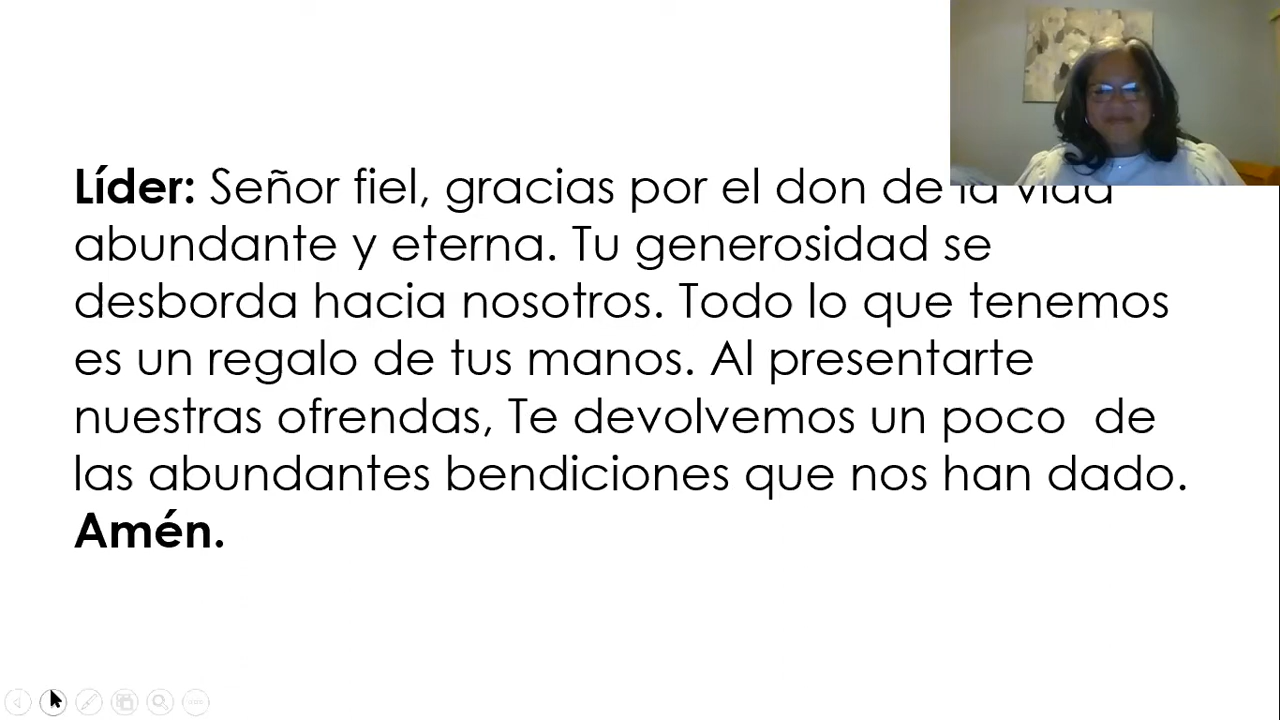 Líder: Señor fiel, gracias por el don de la vida
abundante y eterna. Tu generosidad se
desborda hacia nosotros. Todo lo que tenemos
es un regalo de tus manos. Al presentarte
nuestras ofrendas, Te devolvemos un poco  de
las abundantes bendiciones que nos han dado.
Amén.